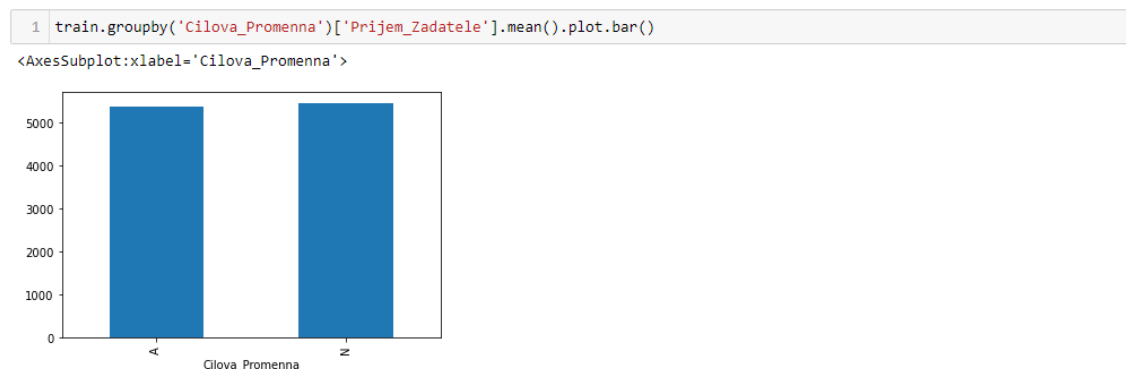 1 train.groupby('Cilova_Promenna')['Prijem_Zadatele'].mean().plot.bar()
<AxesSubplot:xlabel='Cilova_Promenna'>
5000
4000
3000
2000
1000
0
A
N
Cilova_Promenna